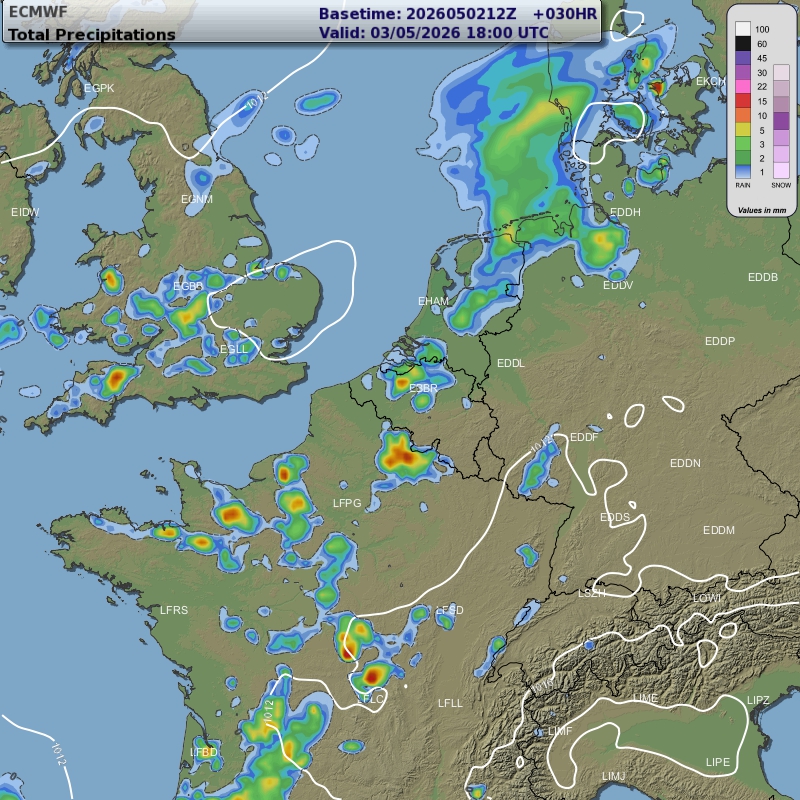 ECMWF
Basetime: 2026050212Z +030HR
Total Precipitations
Valid: 03/05/2026 18:00 UTC
100
60
45
30
22
15
10
5
3
2
1
RAIN SNOW
Values in mm
EGPK
1012
EKCH
EGNM
EIDW
EDDH
EDDB
EGBB
EDDV
EHAM
EDDP
EGLL
EDDL
EBBR
1012
EDDF
EDDN
LFPG
EDDS
EDDM
LSZH
LOWI
LFRS
LFSD
1016
LFLC
LFLL
LIME
LIPZ
1012
LIMF
1012
LFBD
LIPE
LIMJ